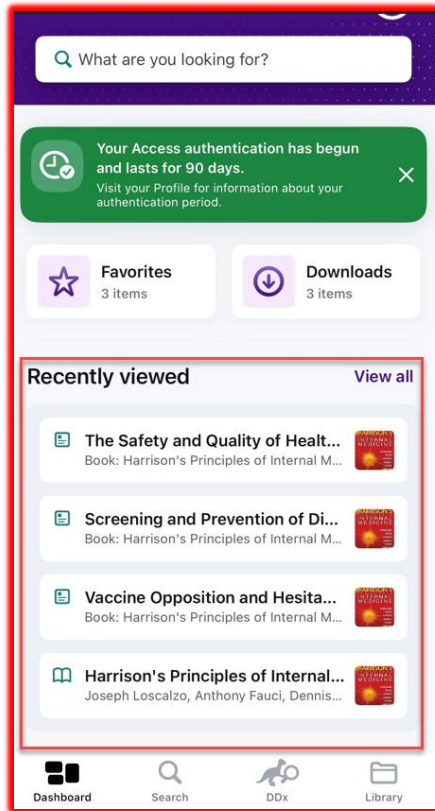 What are you looking for?
Your Access authentication has begun
and lasts for 90 days.
Visit your Profile for information about your
authentication period.
Favorites
3 items
Downloads
3 items
Recently viewed
View all
The Safety and Quality of Healt...
Book: Harrison's Principles of Internal M...
Screening and Prevention of Di...
Book: Harrison's Principles of Internal M...
Vaccine Opposition and Hesita...
Book: Harrison's Principles of Internal M...
Harrison's Principles of Internal...
Joseph Loscalzo, Anthony Fauci, Dennis...
Dashboard
Search
DDx
Library